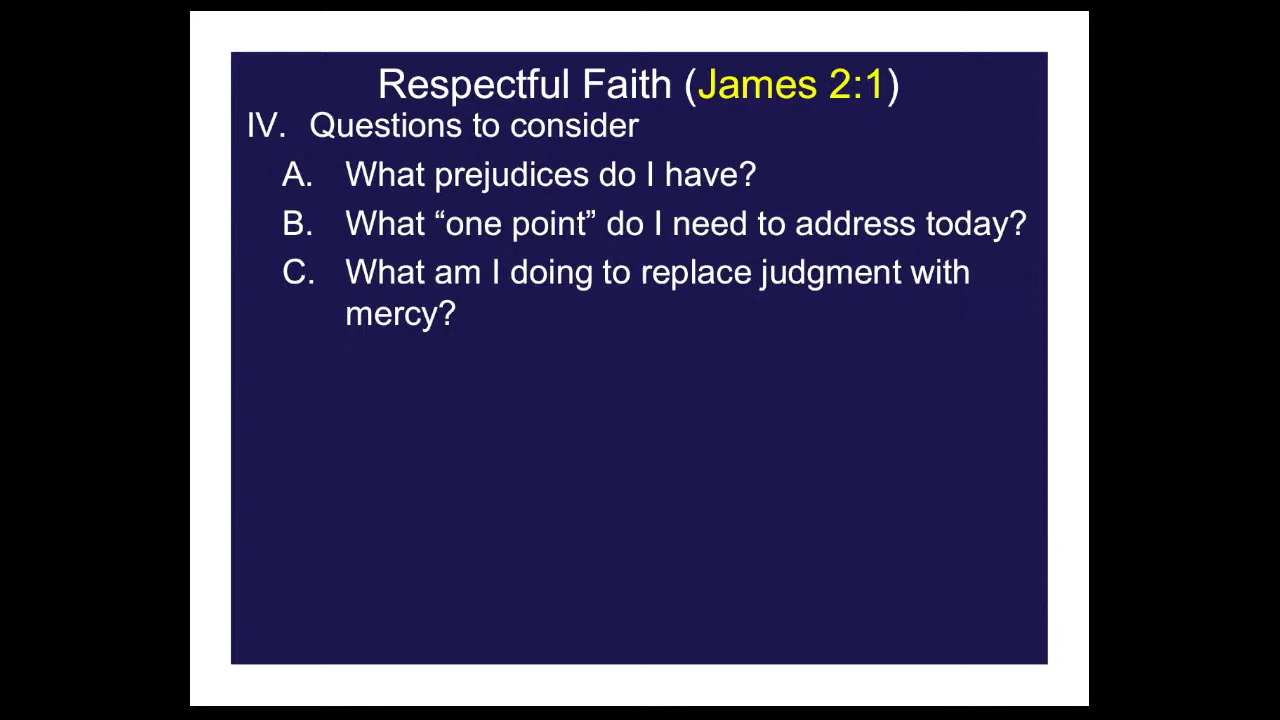 Respectful Faith (James 2:1)
IV. Questions to consider
A. What prejudices do I have?
B. What “one point” do I need to address today?
C. What am I doing to replace judgment with
mercy?